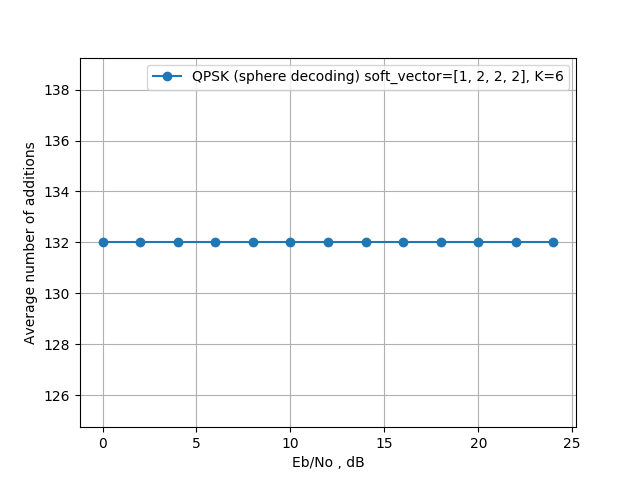 QPSK (sphere decoding) soft_vector=[1, 2, 2, 2], K=6
Average number of additions
138
136
134
132
130
128
126
0 5 10 15 20 25
Eb/No , dB